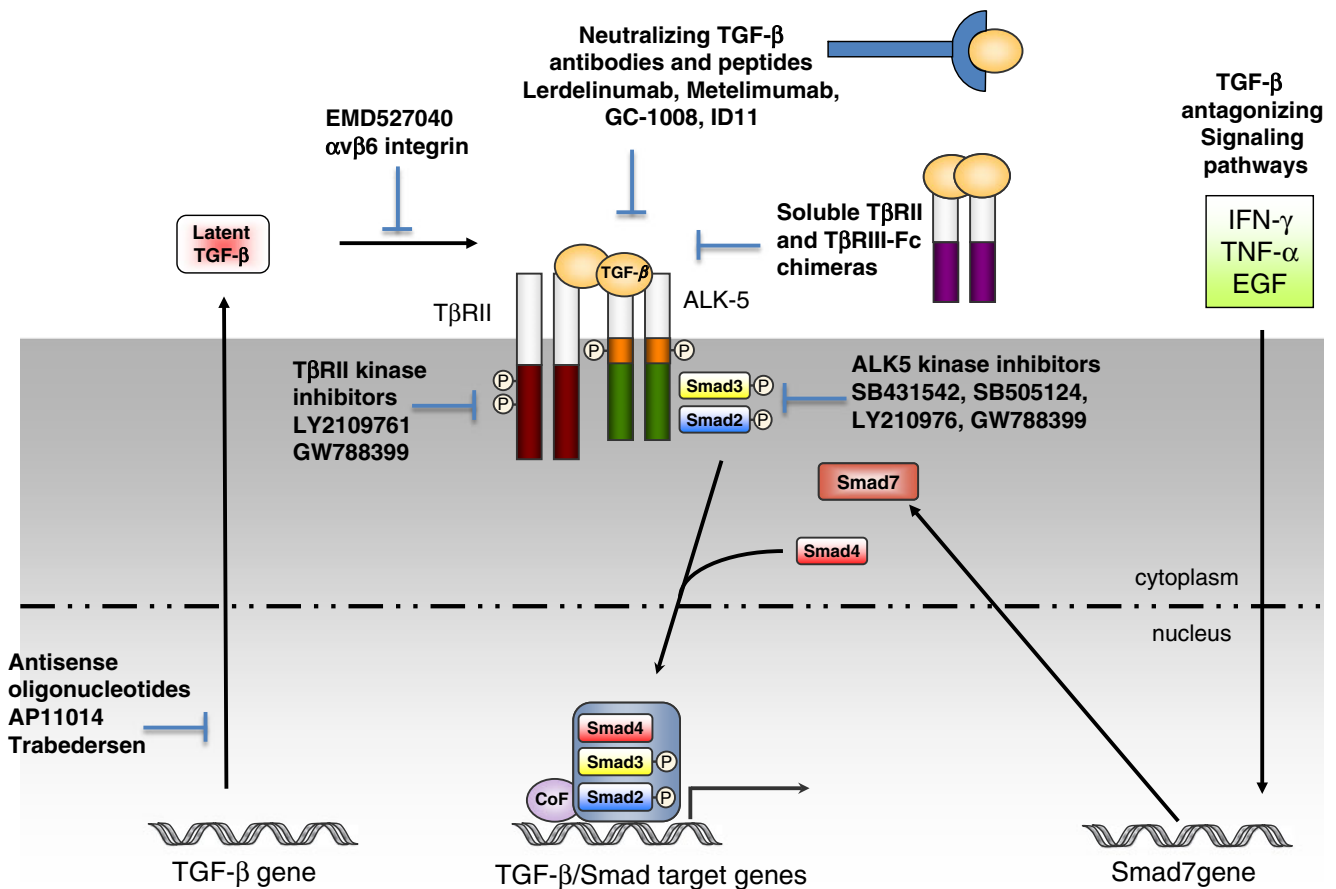 Neutralizing TGF-β
antibodies and peptides
Lerdelinumab, Metelimumab,
GC-1008, ID11
TGF-β
antagonizing
Signaling
pathways
EMD527040
αvβ6 integrin
IFN-γ
TNF-α
EGF
Latent
TGF-β
Soluble TβRII
and TβRIII-Fc
chimeras
TGF-β
TβRII
ALK-5
P
P
P
P
TβRII kinase
inhibitors
LY2109761
GW788399
Smad3
P
Smad2
P
ALK5 kinase inhibitors
SB431542, SB505124,
LY210976, GW788399
Smad7
Smad4
cytoplasm
nucleus
Antisense
oligonucleotides
AP11014
Trabedersen
Smad4
Smad3
P
Smad2
P
CoF
TGF-β gene
TGF-β/Smad target genes
Smad7gene